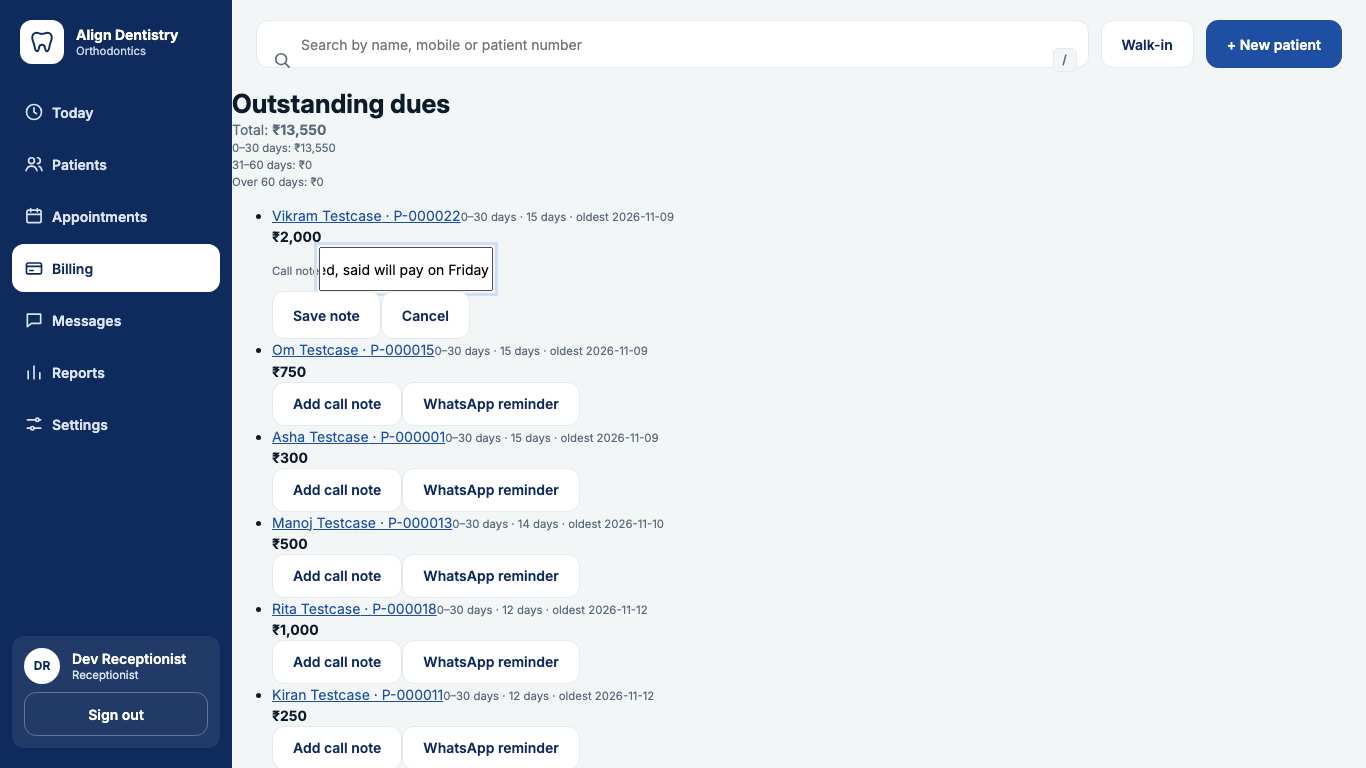 Align Dentistry
Orthodontics
Today
Patients
Appointments
Billing
Messages
Reports
Settings
DR
Dev Receptionist
Receptionist
Sign out
Search by name, mobile or patient number
/
Walk-in
+ New patient
Outstanding dues
Total: ₹13,550
0–30 days: ₹13,550
31–60 days: ₹0
Over 60 days: ₹0
Vikram Testcase · P-000022 0–30 days · 15 days · oldest 2026-11-09
₹2,000
Call note ed, said will pay on Friday
Save note Cancel
Om Testcase · P-000015 0–30 days · 15 days · oldest 2026-11-09
₹750
Add call note WhatsApp reminder
Asha Testcase · P-000001 0–30 days · 15 days · oldest 2026-11-09
₹300
Add call note WhatsApp reminder
Manoj Testcase · P-000013 0–30 days · 14 days · oldest 2026-11-10
₹500
Add call note WhatsApp reminder
Rita Testcase · P-000018 0–30 days · 12 days · oldest 2026-11-12
₹1,000
Add call note WhatsApp reminder
Kiran Testcase · P-000011 0–30 days · 12 days · oldest 2026-11-12
₹250
Add call note WhatsApp reminder